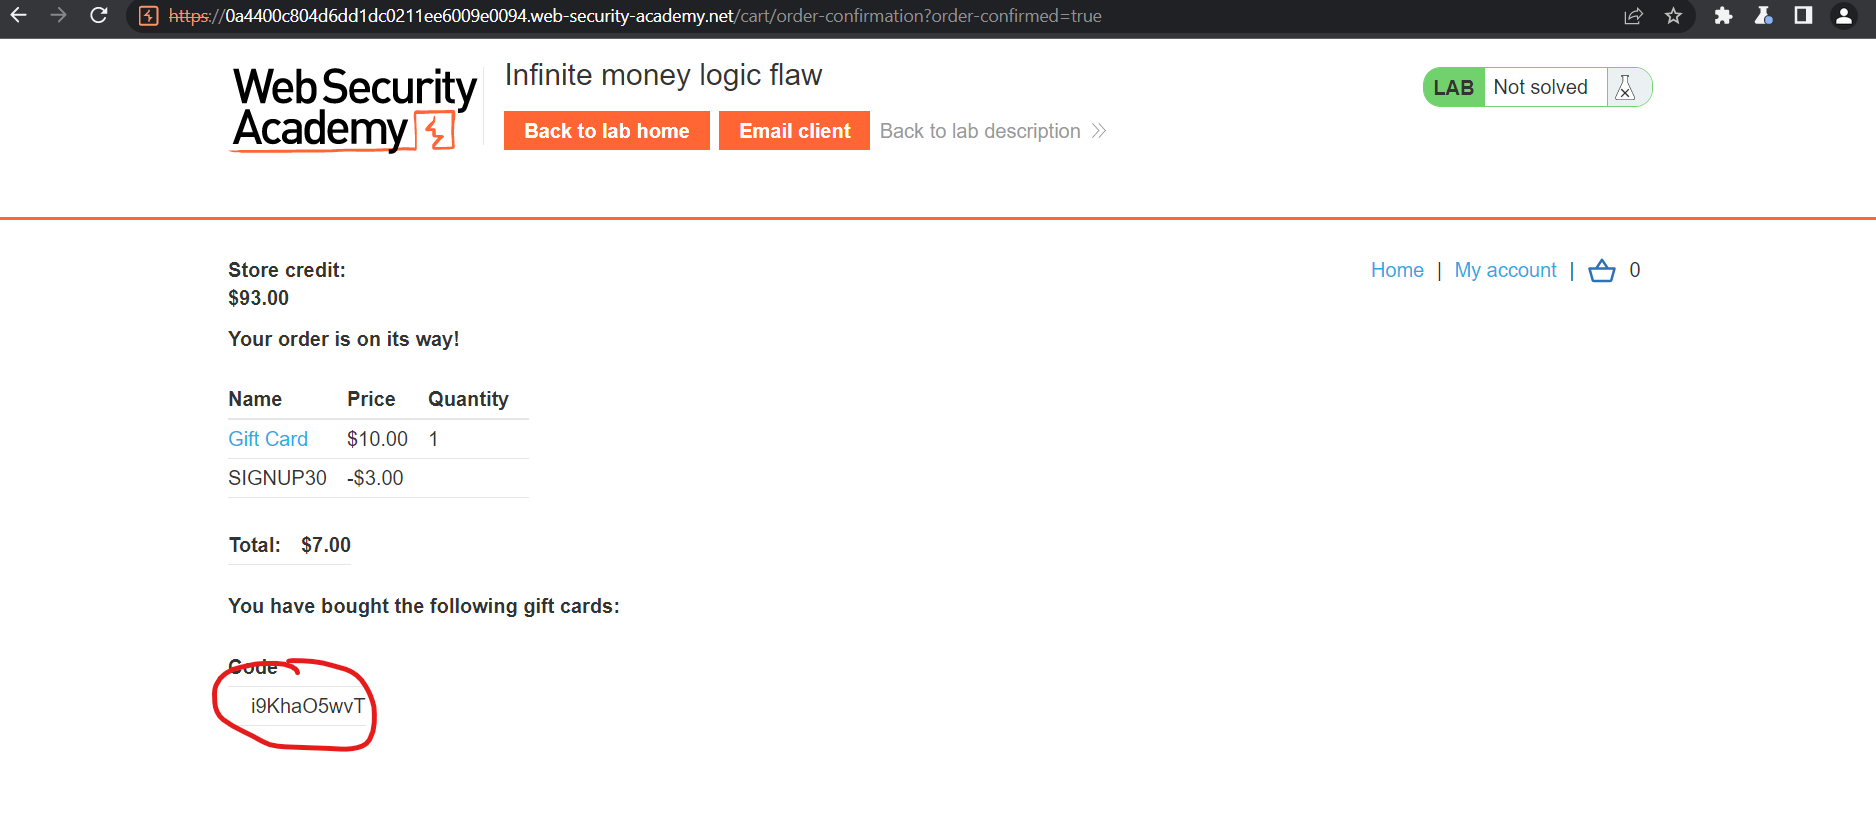 https://0a4400c804d6dd1dc0211ee6009e0094.web-security-academy.net/cart/order-confirmation?order-confirmed=true
Web Security
Academy
Infinite money logic flaw
Back to lab home
Email client
Back to lab description
LAB
Not solved
Store credit:
$93.00
Home | My account | 0
Your order is on its way!
Name Price Quantity
Gift Card $10.00 1
SIGNUP30 -$3.00
Total: $7.00
You have bought the following gift cards:
Code
i9KhaO5wvT